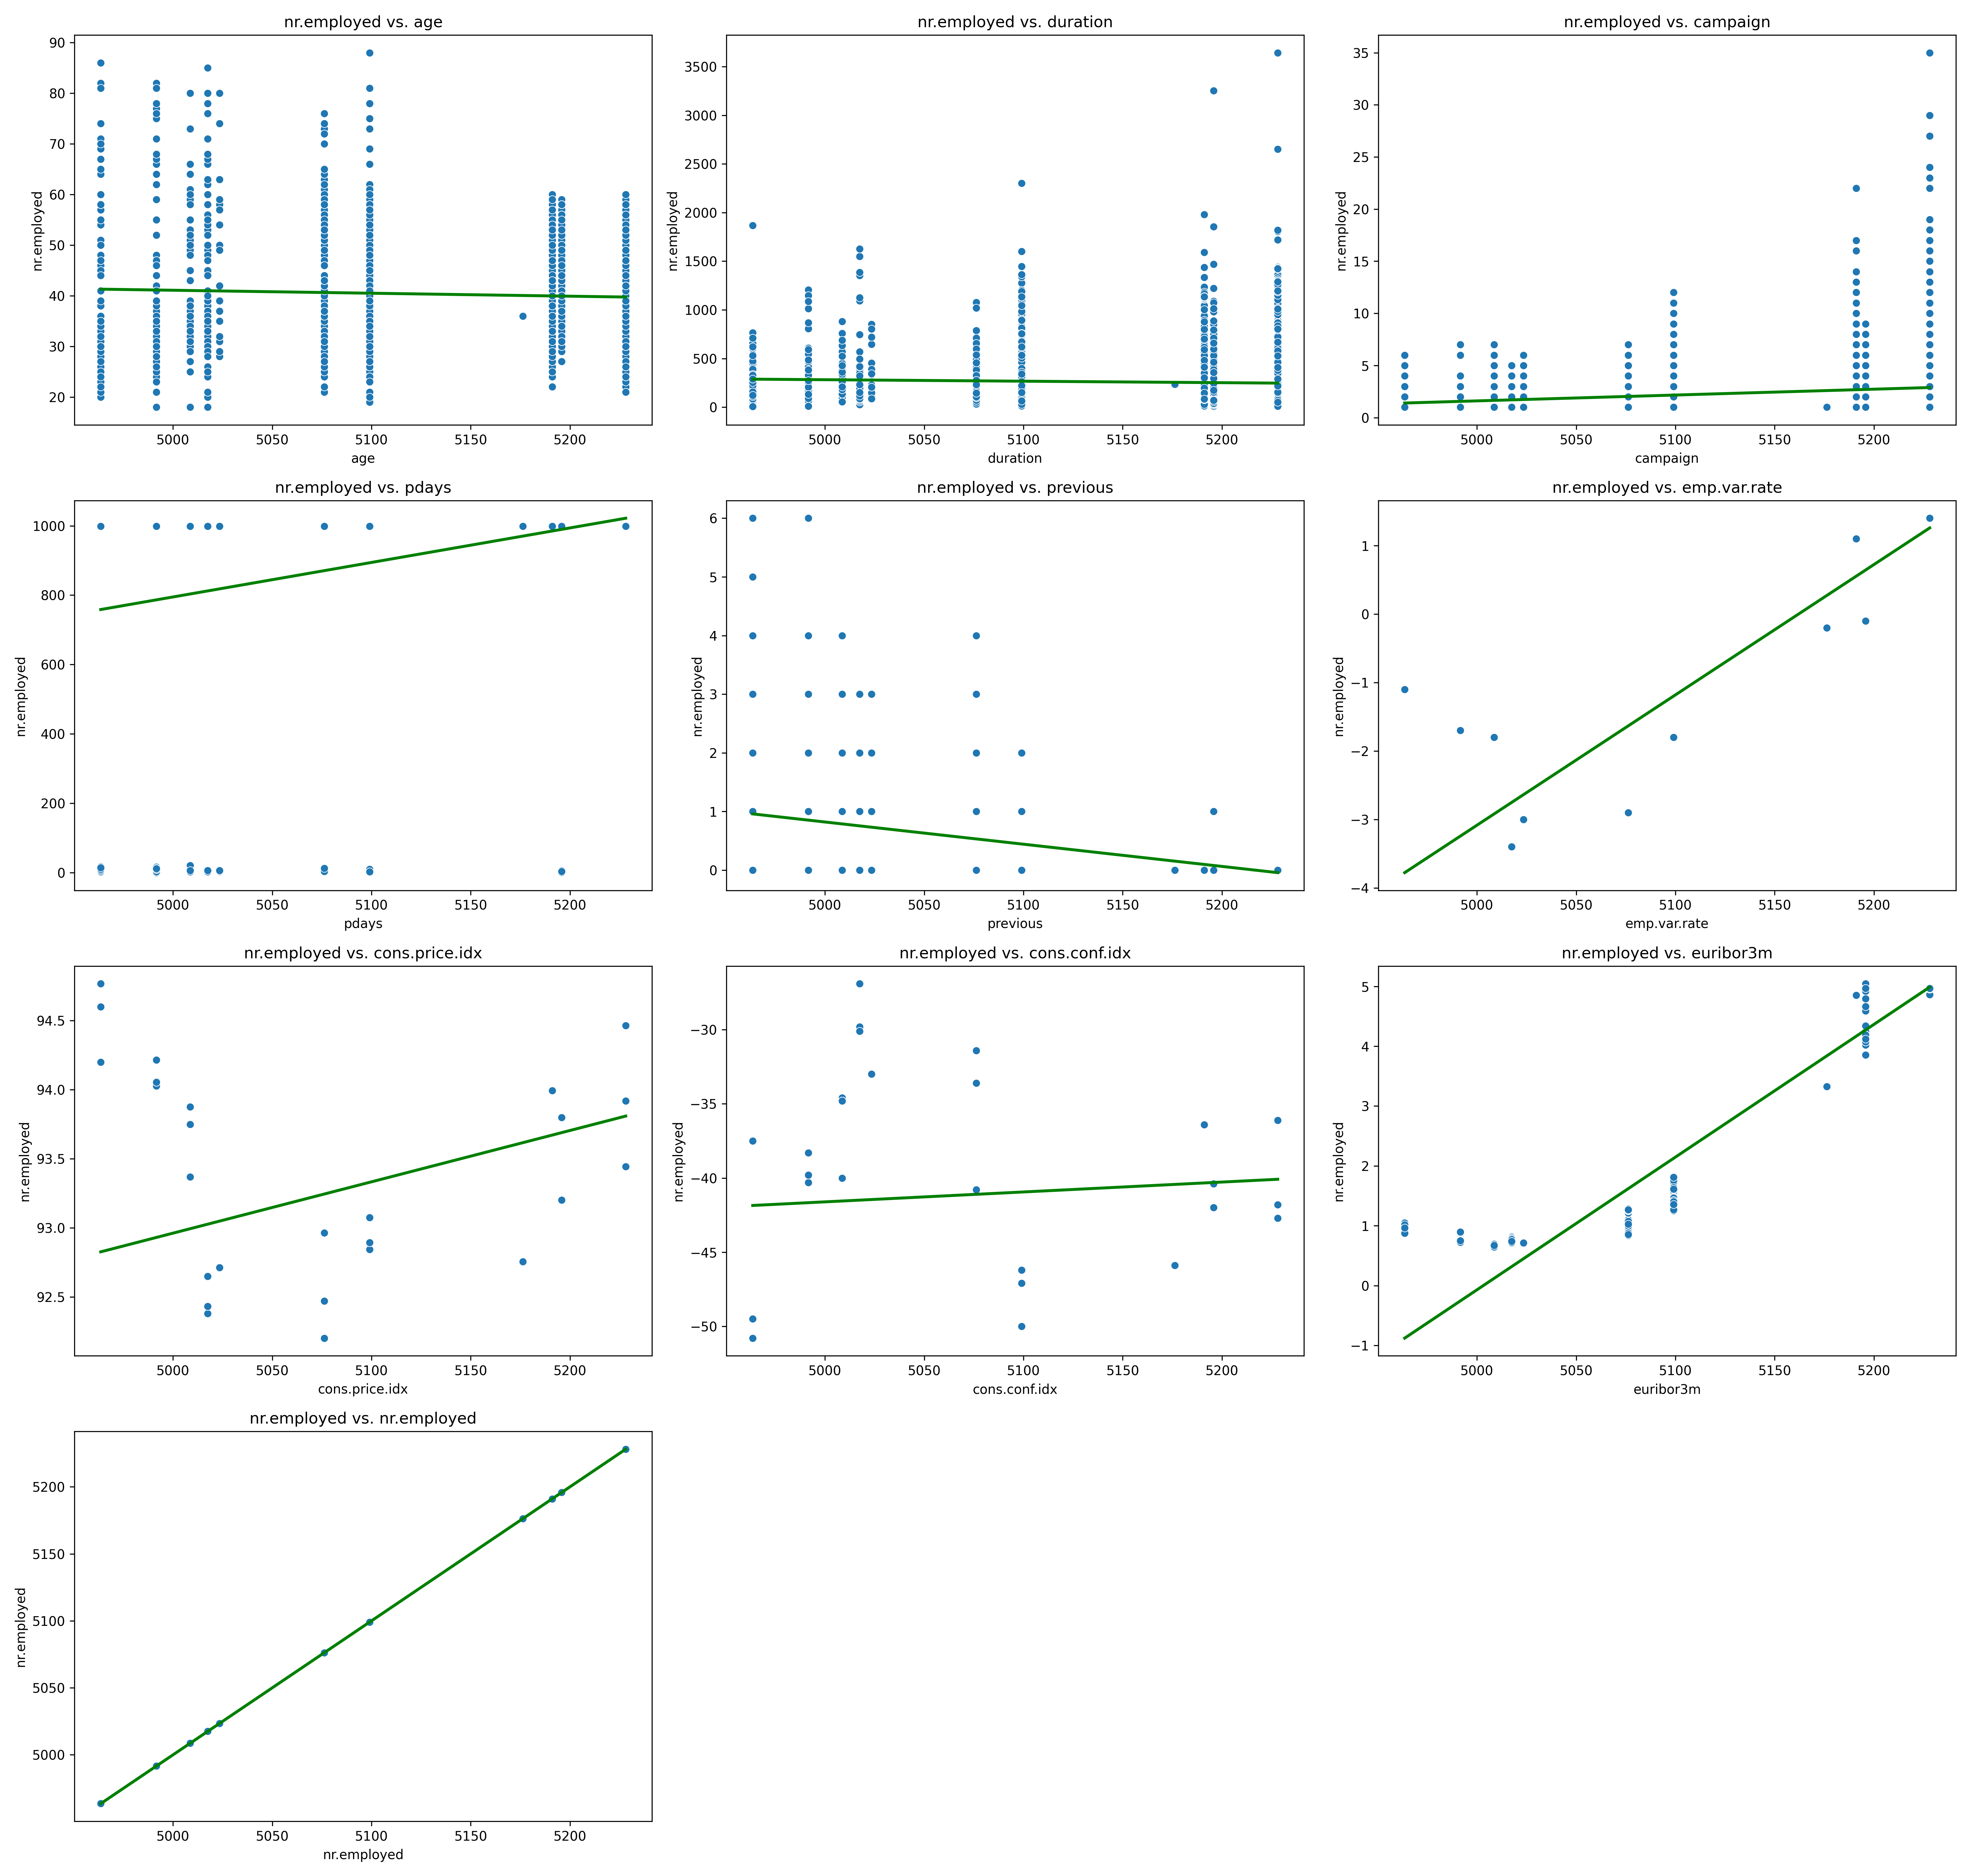 nr.employed vs. age
90
80
70
60
50
40
30
20
nr.employed
5000 5050 5100 5150 5200
age
nr.employed vs. duration
3500
3000
2500
2000
1500
1000
500
0
nr.employed
5000 5050 5100 5150 5200
duration
nr.employed vs. campaign
35
30
25
20
15
10
5
0
nr.employed
5000 5050 5100 5150 5200
campaign
nr.employed vs. pdays
1000
800
600
400
200
0
nr.employed
5000 5050 5100 5150 5200
pdays
nr.employed vs. previous
6
5
4
3
2
1
0
nr.employed
5000 5050 5100 5150 5200
previous
nr.employed vs. emp.var.rate
1
0
−1
−2
−3
−4
nr.employed
5000 5050 5100 5150 5200
emp.var.rate
nr.employed vs. cons.price.idx
94.5
94.0
93.5
93.0
92.5
nr.employed
5000 5050 5100 5150 5200
cons.price.idx
nr.employed vs. cons.conf.idx
−30
−35
−40
−45
−50
nr.employed
5000 5050 5100 5150 5200
cons.conf.idx
nr.employed vs. euribor3m
5
4
3
2
1
0
−1
nr.employed
5000 5050 5100 5150 5200
euribor3m
nr.employed vs. nr.employed
5200
5150
5100
5050
5000
nr.employed
5000 5050 5100 5150 5200
nr.employed